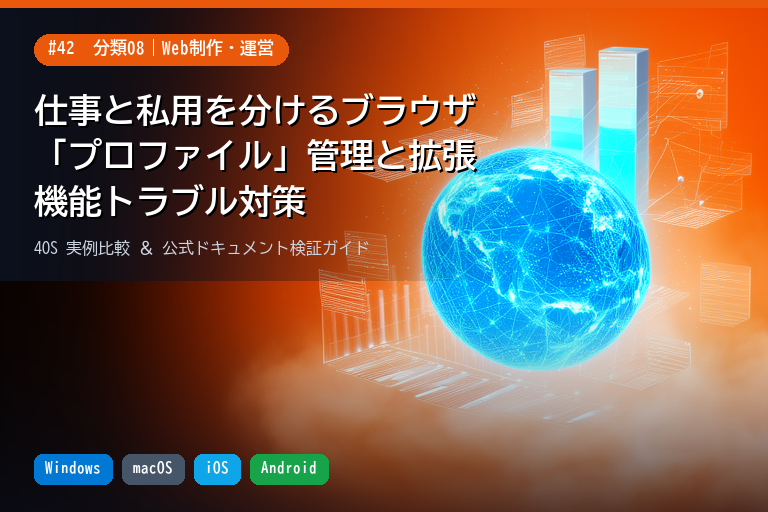 #42 分類08｜Web制作・運営
仕事と私用を分けるブラウザ
「プロファイル」管理と拡張
機能トラブル対策
4OS 実例比較 ＆ 公式ドキュメント検証ガイド
Windows macOS iOS Android